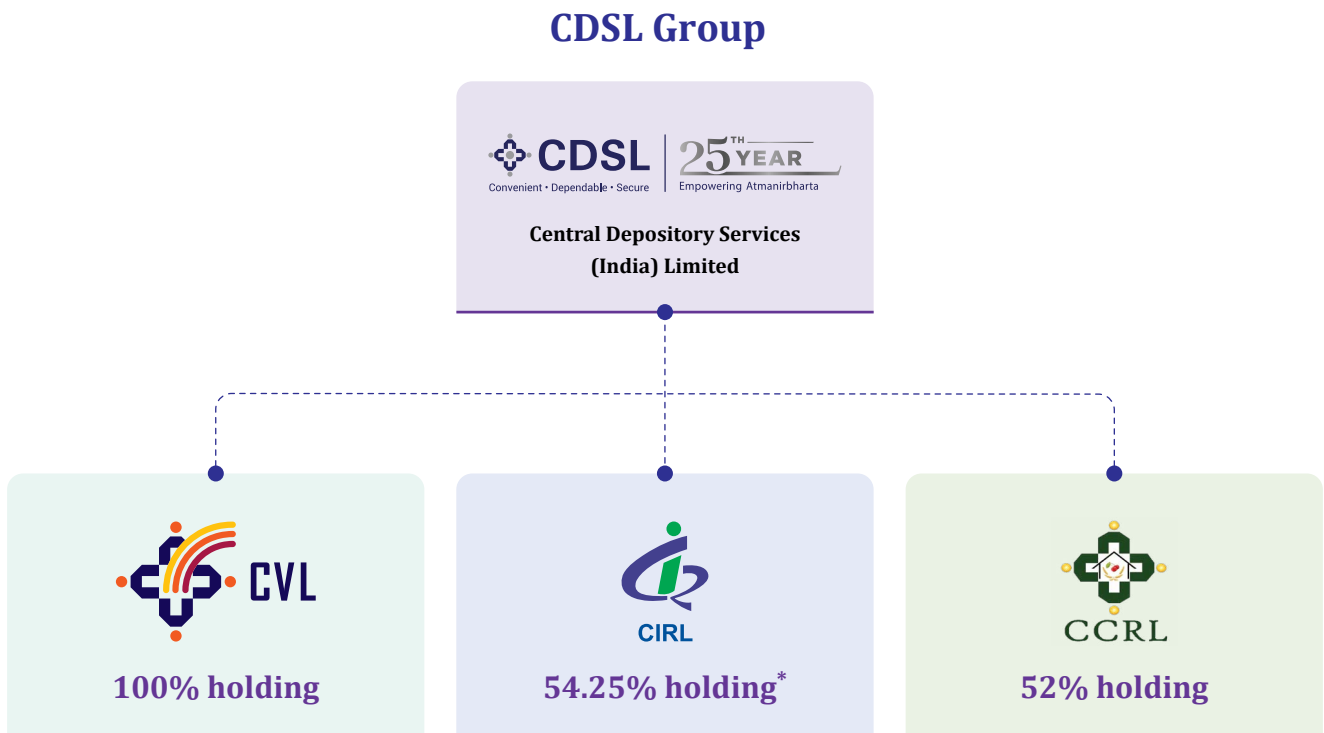 CDSL Group
CDSL
25TH YEAR
Convenient • Dependable • Secure
Empowering Atmanirbharta
Central Depository Services
(India) Limited
CVL
CIRL
CCRL
100% holding
54.25% holding*
52% holding